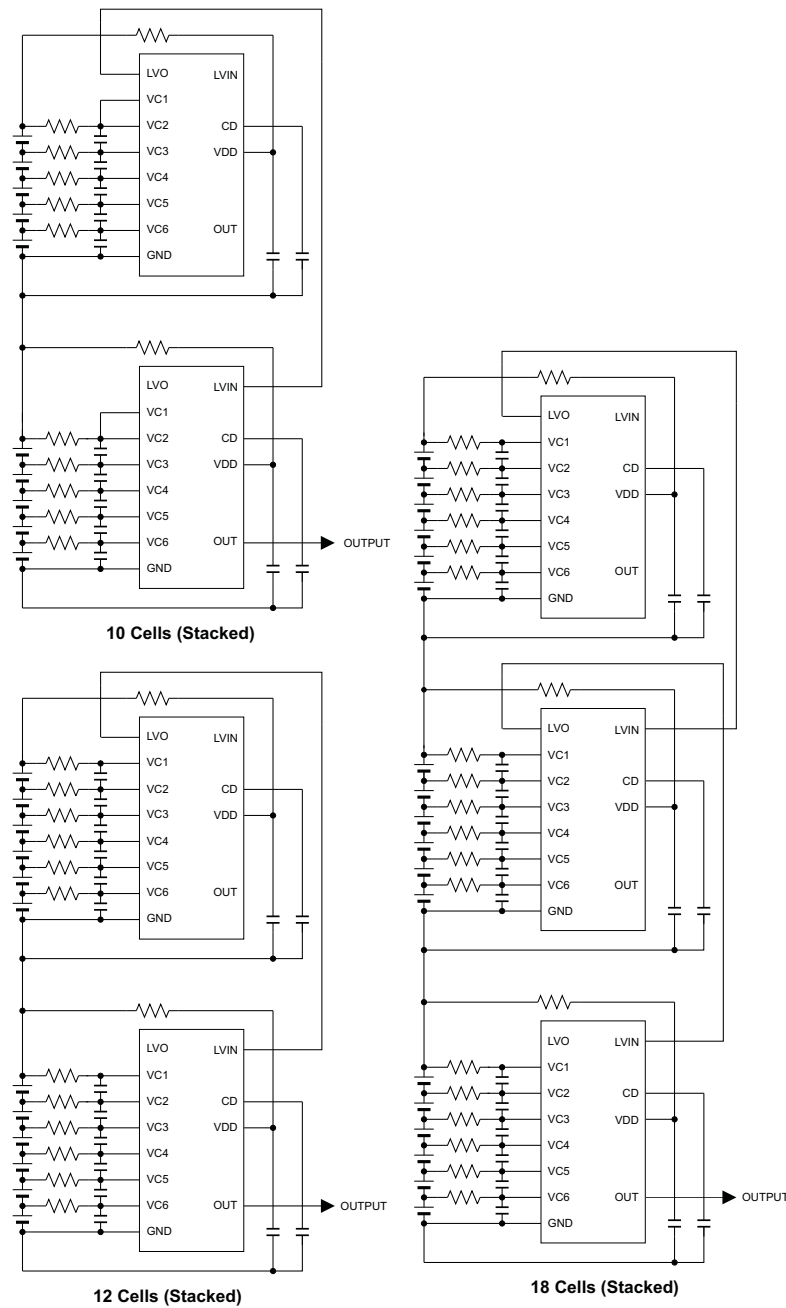 LVO LVIN
VC1
VC2 CD
VC3 VDD
VC4
VC5
VC6 OUT
GND
LVO LVIN
VC1
VC2 CD
VC3 VDD
VC4
VC5
VC6 OUT OUTPUT
GND
10 Cells (Stacked)
LVO LVIN
VC1
VC2 CD
VC3 VDD
VC4
VC5
VC6 OUT
GND
LVO LVIN
VC1
VC2 CD
VC3 VDD
VC4
VC5
VC6 OUT OUTPUT
GND
12 Cells (Stacked)
LVO LVIN
VC1
VC2 CD
VC3 VDD
VC4
VC5
VC6 OUT
GND
LVO LVIN
VC1
VC2 CD
VC3 VDD
VC4
VC5
VC6 OUT
GND
LVO LVIN
VC1
VC2 CD
VC3 VDD
VC4
VC5
VC6 OUT OUTPUT
GND
18 Cells (Stacked)